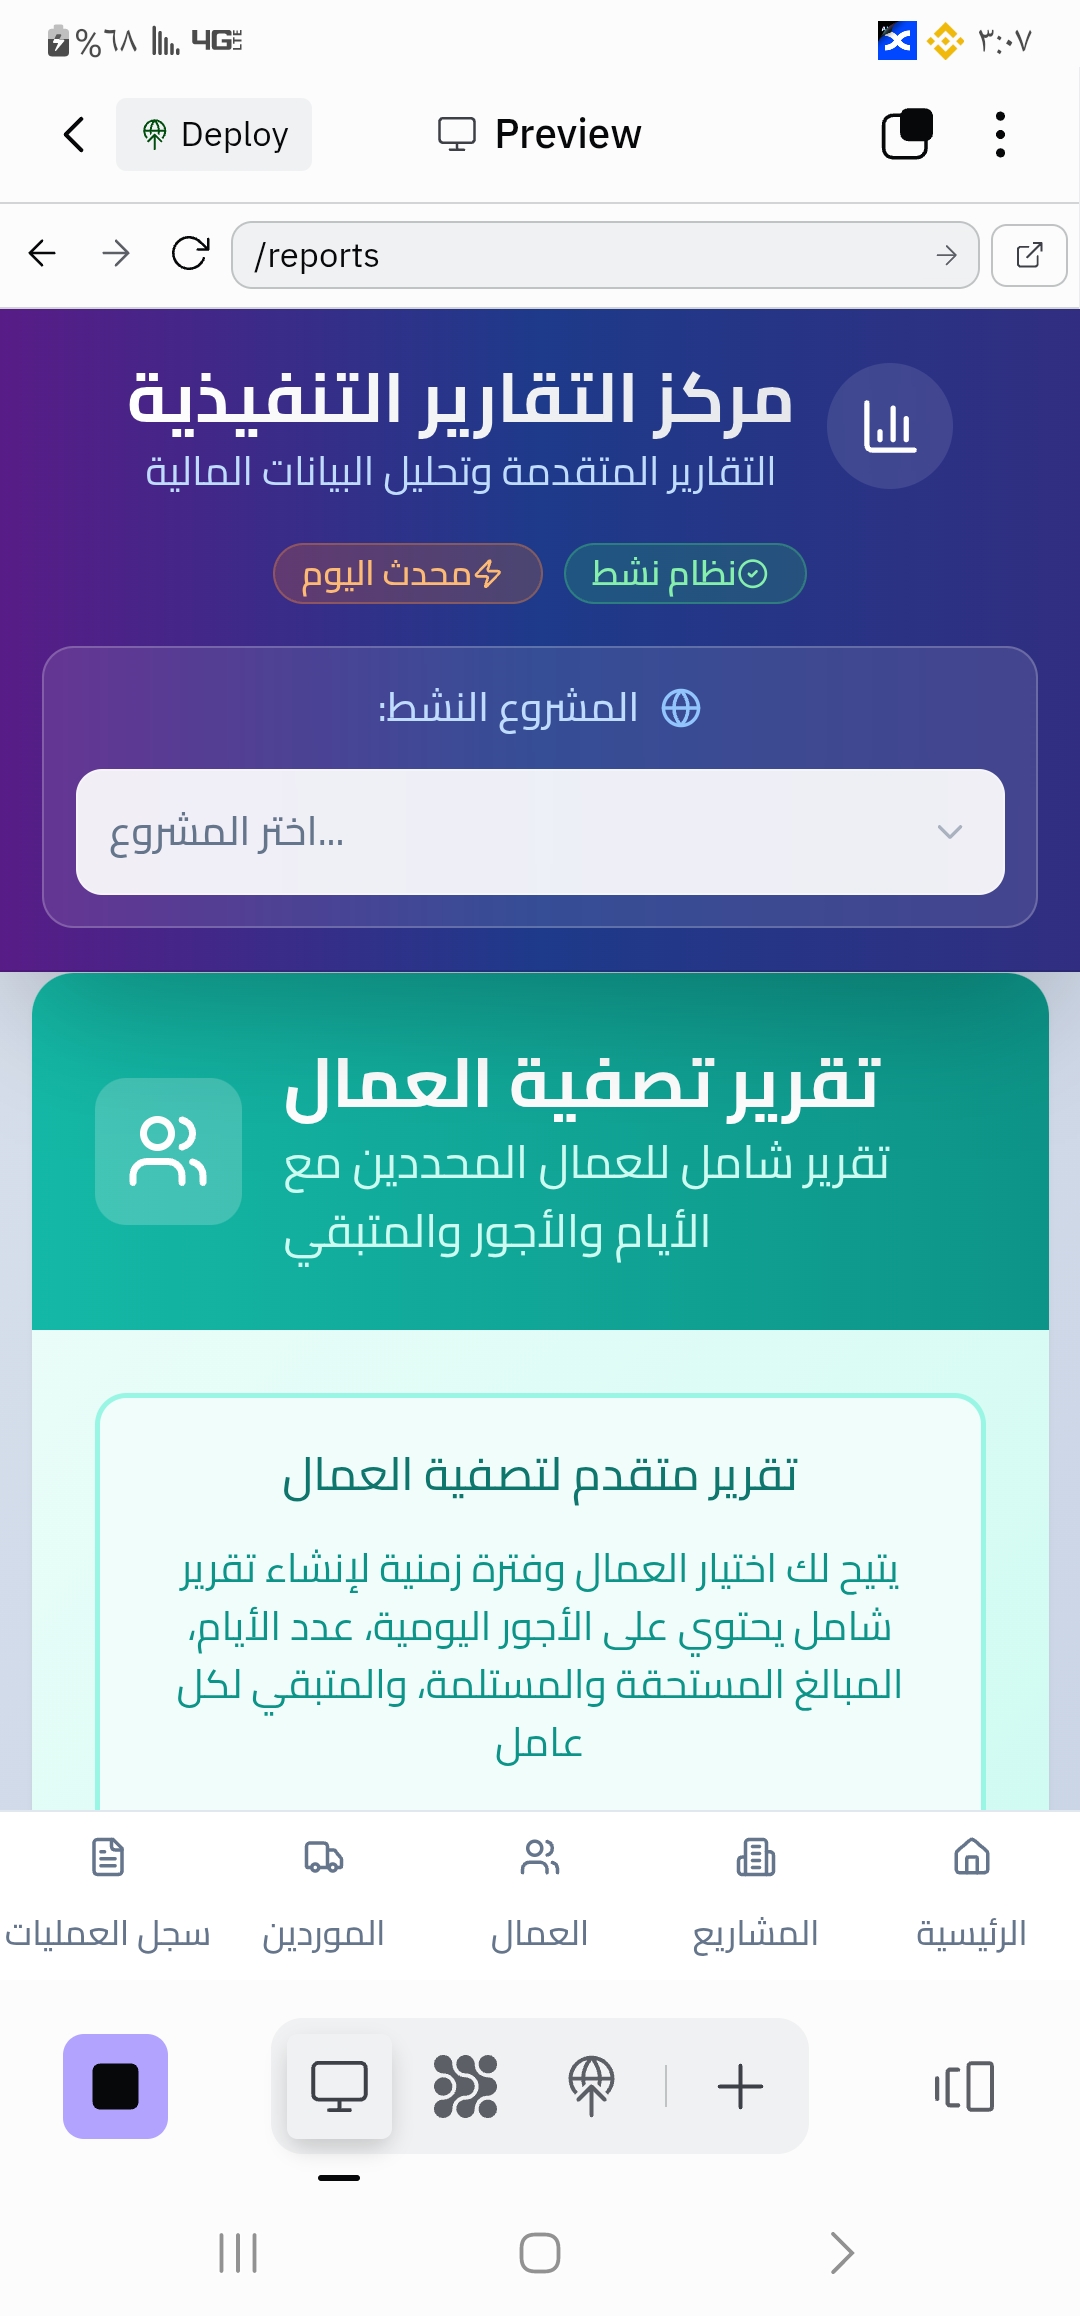 ٣:٠٧
4G LTE
%٦٨
Deploy
Preview
/reports
مركز التقارير التنفيذية
التقارير المتقدمة وتحليل البيانات المالية
نظام نشط
محدث اليوم
المشروع النشط:
اختر المشروع...
تقرير تصفية العمال
تقرير شامل للعمال المحددين مع
الأيام والأجور والمتبقي
تقرير متقدم لتصفية العمال
يتيح لك اختيار العمال وفترة زمنية لإنشاء تقرير
شامل يحتوي على الأجور اليومية، عدد الأيام،
المبالغ المستحقة والمستلمة، والمتبقي لكل
عامل
الرئيسية
المشاريع
العمال
الموردين
سجل العمليات